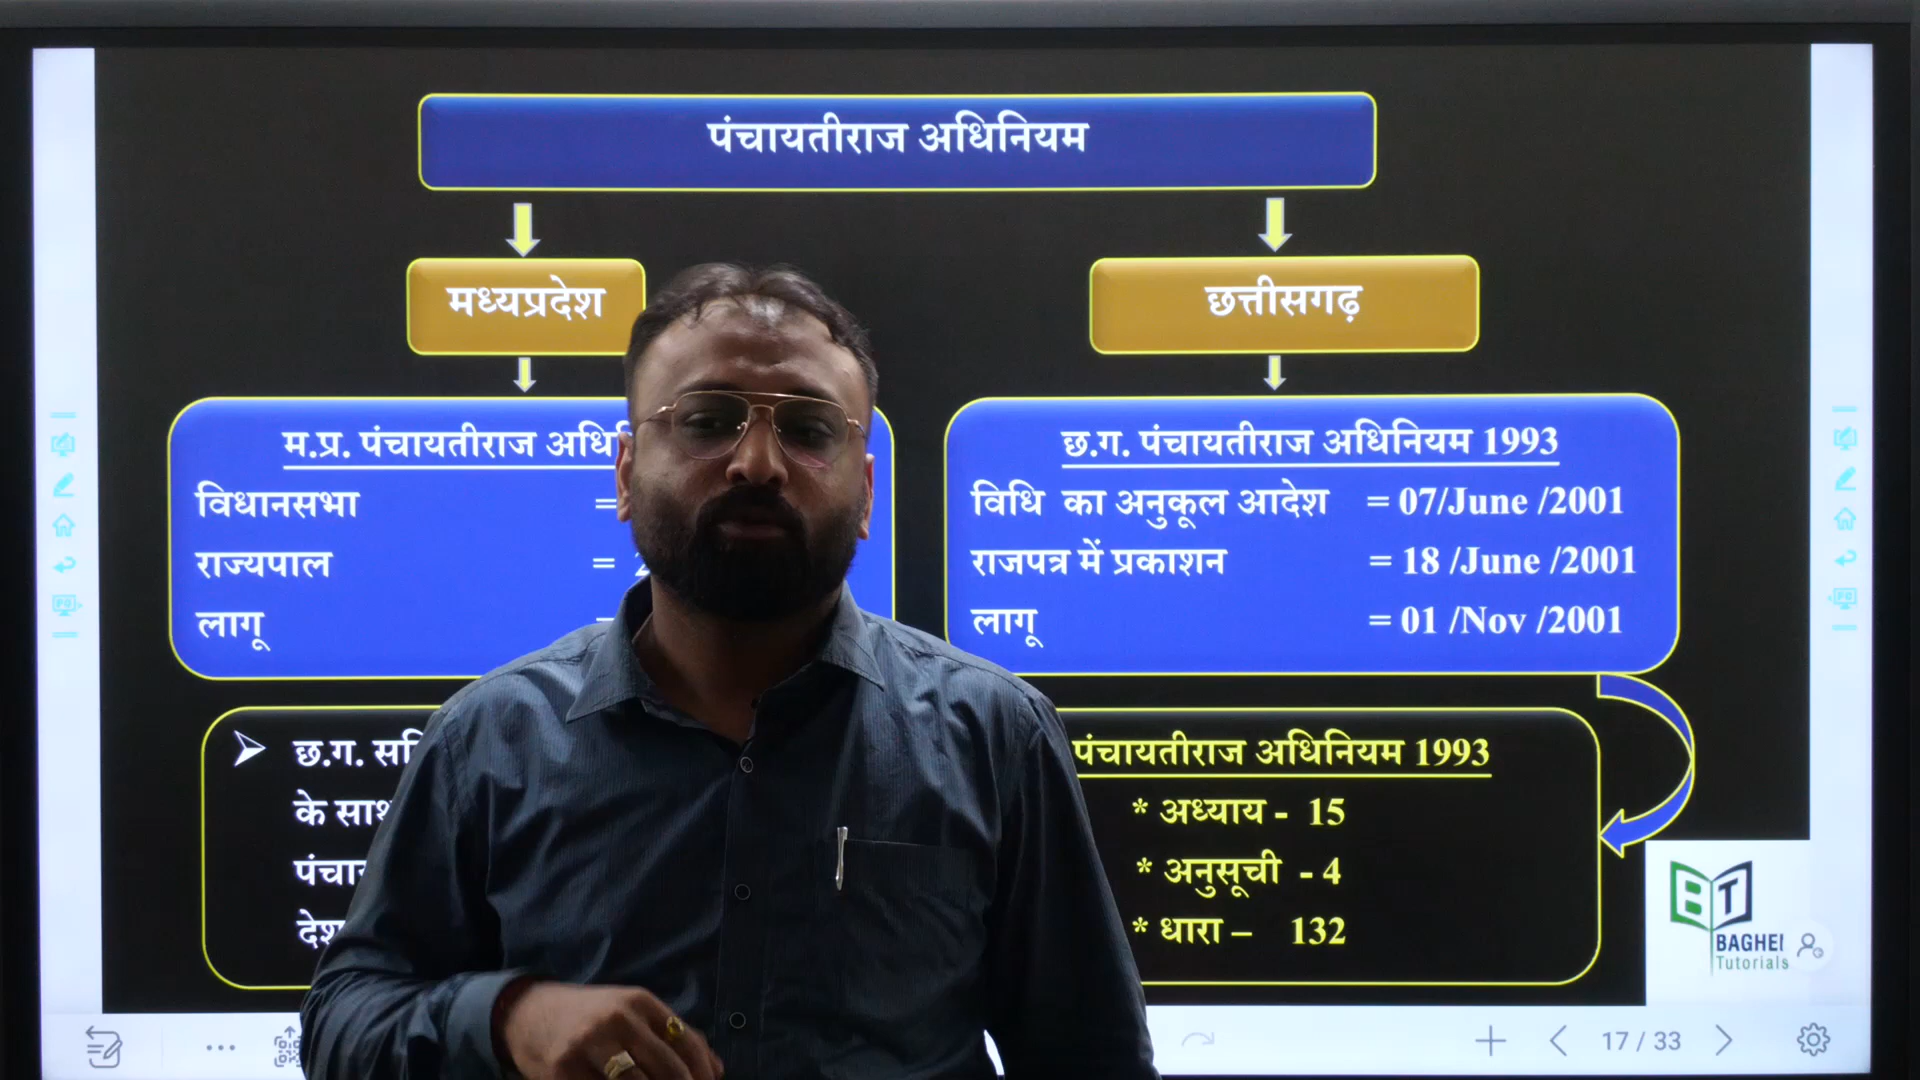 पंचायतीराज अधिनियम
मध्यप्रदेश
छत्तीसगढ़
म.प्र. पंचायतीराज
विधानसभा =
राज्यपाल =
लागू =
छ.ग. पंचायतीराज अधिनियम 1993
विधि का अनुकूल आदेश = 07/June /2001
राजपत्र में प्रकाशन = 18 /June /2001
लागू = 01 /Nov /2001
➢ छ.ग.
के
पंचायतीराज अधिनियम 1993
* अध्याय - 15
* अनुसूची - 4
* धारा – 132
BT
BAGHEL
Tutorials
17 / 33